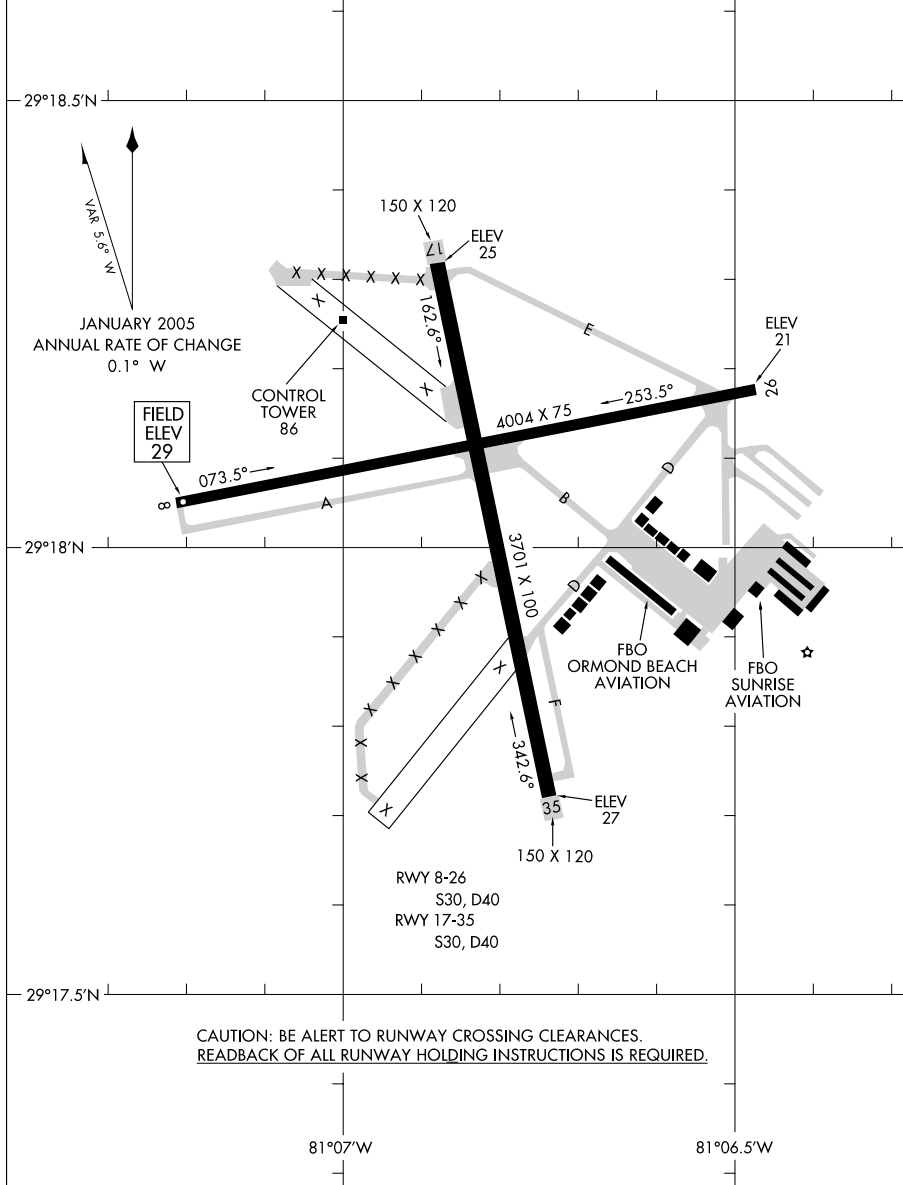 29°18.5'N
150 X 120
17
ELEV
25
VAR 5.6° W
X X X X X X
X
162.6°
E
JANUARY 2005
ANNUAL RATE OF CHANGE
0.1° W
ELEV
21
CONTROL
TOWER
86
X
26
253.5°
4004 X 75
FIELD
ELEV
29
073.5°
D
8
A
B
29°18'N
3701 X 100
X
X
X
X
X
X
X
X
D
X
FBO
ORMOND BEACH
AVIATION
FBO
SUNRISE
AVIATION
F
342.6°
X
35
ELEV
27
150 X 120
RWY 8-26
S30, D40
RWY 17-35
S30, D40
29°17.5'N
CAUTION: BE ALERT TO RUNWAY CROSSING CLEARANCES.
READBACK OF ALL RUNWAY HOLDING INSTRUCTIONS IS REQUIRED.
81°07'W
81°06.5'W